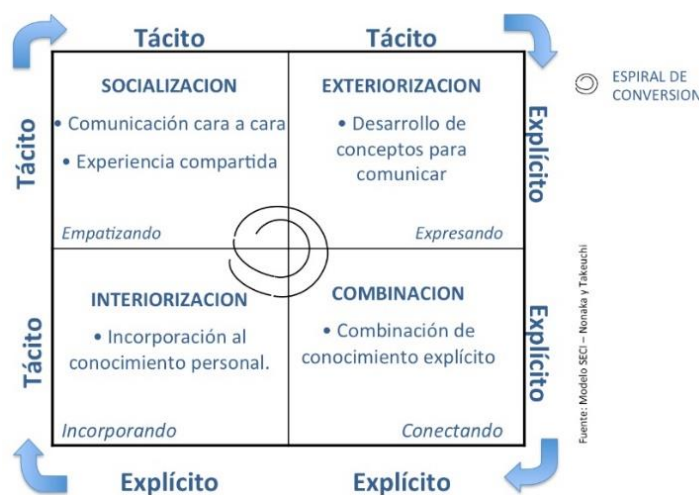 Tácito
Tácito
ESPIRAL DE
CONVERSION
SOCIALIZACION
• Comunicación cara a cara
• Experiencia compartida
Empatizando
EXTERIORIZACION
• Desarrollo de
conceptos para
comunicar
Expresando
Tácito
Explícito
INTERIORIZACION
• Incorporación al
conocimiento personal.
Incorporando
COMBINACION
• Combinación de
conocimiento explícito
Conectando
Tácito
Explícito
Explícito
Explícito
Fuente: Modelo SECI – Nonaka y Takeuchi